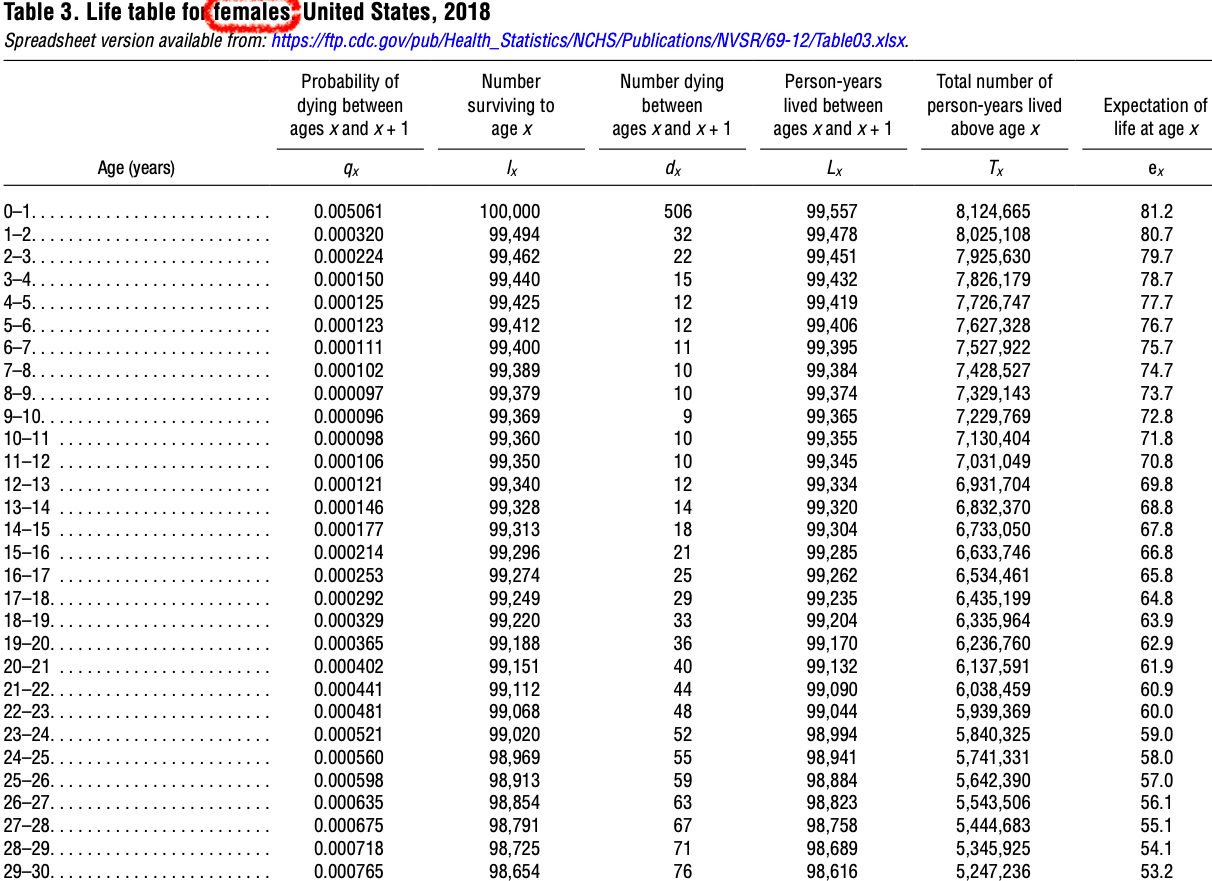 Table 3. Life table for females, United States, 2018
Spreadsheet version available from: https://ftp.cdc.gov/pub/Health_Statistics/NCHS/Publications/NVSR/69-12/Table03.xlsx.
Probability of Number Number dying Person-years Total number of
dying between surviving to between lived between person-years lived Expectation of
ages x and x + 1 age x ages x and x + 1 ages x and x + 1 above age x life at age x
Age (years) qx lx dx Lx Tx ex
0–1. . . . . . . . . . . . . . . . . . . . . . . . . 0.005061 100,000 506 99,557 8,124,665 81.2
1–2. . . . . . . . . . . . . . . . . . . . . . . . . 0.000320 99,494 32 99,478 8,025,108 80.7
2–3. . . . . . . . . . . . . . . . . . . . . . . . . 0.000224 99,462 22 99,451 7,925,630 79.7
3–4. . . . . . . . . . . . . . . . . . . . . . . . . 0.000150 99,440 15 99,432 7,826,179 78.7
4–5. . . . . . . . . . . . . . . . . . . . . . . . . 0.000125 99,425 12 99,419 7,726,747 77.7
5–6. . . . . . . . . . . . . . . . . . . . . . . . . 0.000123 99,412 12 99,406 7,627,328 76.7
6–7. . . . . . . . . . . . . . . . . . . . . . . . . 0.000111 99,400 11 99,395 7,527,922 75.7
7–8. . . . . . . . . . . . . . . . . . . . . . . . . 0.000102 99,389 10 99,384 7,428,527 74.7
8–9. . . . . . . . . . . . . . . . . . . . . . . . . 0.000097 99,379 10 99,374 7,329,143 73.7
9–10. . . . . . . . . . . . . . . . . . . . . . . . 0.000096 99,369 9 99,365 7,229,769 72.8
10–11 . . . . . . . . . . . . . . . . . . . . . . . 0.000098 99,360 10 99,355 7,130,404 71.8
11–12 . . . . . . . . . . . . . . . . . . . . . . . 0.000106 99,350 10 99,345 7,031,049 70.8
12–13 . . . . . . . . . . . . . . . . . . . . . . . 0.000121 99,340 12 99,334 6,931,704 69.8
13–14 . . . . . . . . . . . . . . . . . . . . . . . 0.000146 99,328 14 99,320 6,832,370 68.8
14–15 . . . . . . . . . . . . . . . . . . . . . . . 0.000177 99,313 18 99,304 6,733,050 67.8
15–16 . . . . . . . . . . . . . . . . . . . . . . . 0.000214 99,296 21 99,285 6,633,746 66.8
16–17 . . . . . . . . . . . . . . . . . . . . . . . 0.000253 99,274 25 99,262 6,534,461 65.8
17–18. . . . . . . . . . . . . . . . . . . . . . . 0.000292 99,249 29 99,235 6,435,199 64.8
18–19. . . . . . . . . . . . . . . . . . . . . . . 0.000329 99,220 33 99,204 6,335,964 63.9
19–20. . . . . . . . . . . . . . . . . . . . . . . 0.000365 99,188 36 99,170 6,236,760 62.9
20–21 . . . . . . . . . . . . . . . . . . . . . . . 0.000402 99,151 40 99,132 6,137,591 61.9
21–22. . . . . . . . . . . . . . . . . . . . . . . 0.000441 99,112 44 99,090 6,038,459 60.9
22–23. . . . . . . . . . . . . . . . . . . . . . . 0.000481 99,068 48 99,044 5,939,369 60.0
23–24. . . . . . . . . . . . . . . . . . . . . . . 0.000521 99,020 52 98,994 5,840,325 59.0
24–25. . . . . . . . . . . . . . . . . . . . . . . 0.000560 98,969 55 98,941 5,741,331 58.0
25–26. . . . . . . . . . . . . . . . . . . . . . . 0.000598 98,913 59 98,884 5,642,390 57.0
26–27. . . . . . . . . . . . . . . . . . . . . . . 0.000635 98,854 63 98,823 5,543,506 56.1
27–28. . . . . . . . . . . . . . . . . . . . . . . 0.000675 98,791 67 98,758 5,444,683 55.1
28–29. . . . . . . . . . . . . . . . . . . . . . . 0.000718 98,725 71 98,689 5,345,925 54.1
29–30. . . . . . . . . . . . . . . . . . . . . . . 0.000765 98,654 76 98,616 5,247,236 53.2